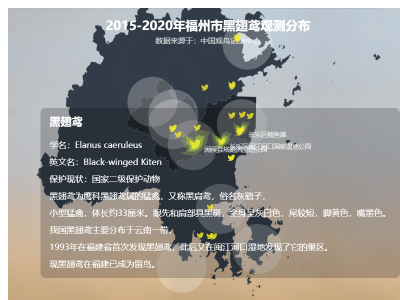 2015-2020年福州市黑翅鸢观测分布
数据来源于：中国观鸟记录中心
黑翅鸢
学名：Elanus caeruleus
英文名：Black-winged Kiten
保护现状：国家二级保护动物
黑翅鸢为鹰科黑翅鸢属的猛禽，又称黑肩鸢，俗名灰鹞子，
小型猛禽，体长约33厘米。眼先和肩部具黑斑，全身呈灰白色，尾较短，脚黄色，嘴黑色。
我国黑翅鸢主要分布于云南一带，
1993年在福建省首次发现黑翅鸢，此后又在闽江河口湿地发现了它的巢区。
现黑翅鸢在福建已成为留鸟。